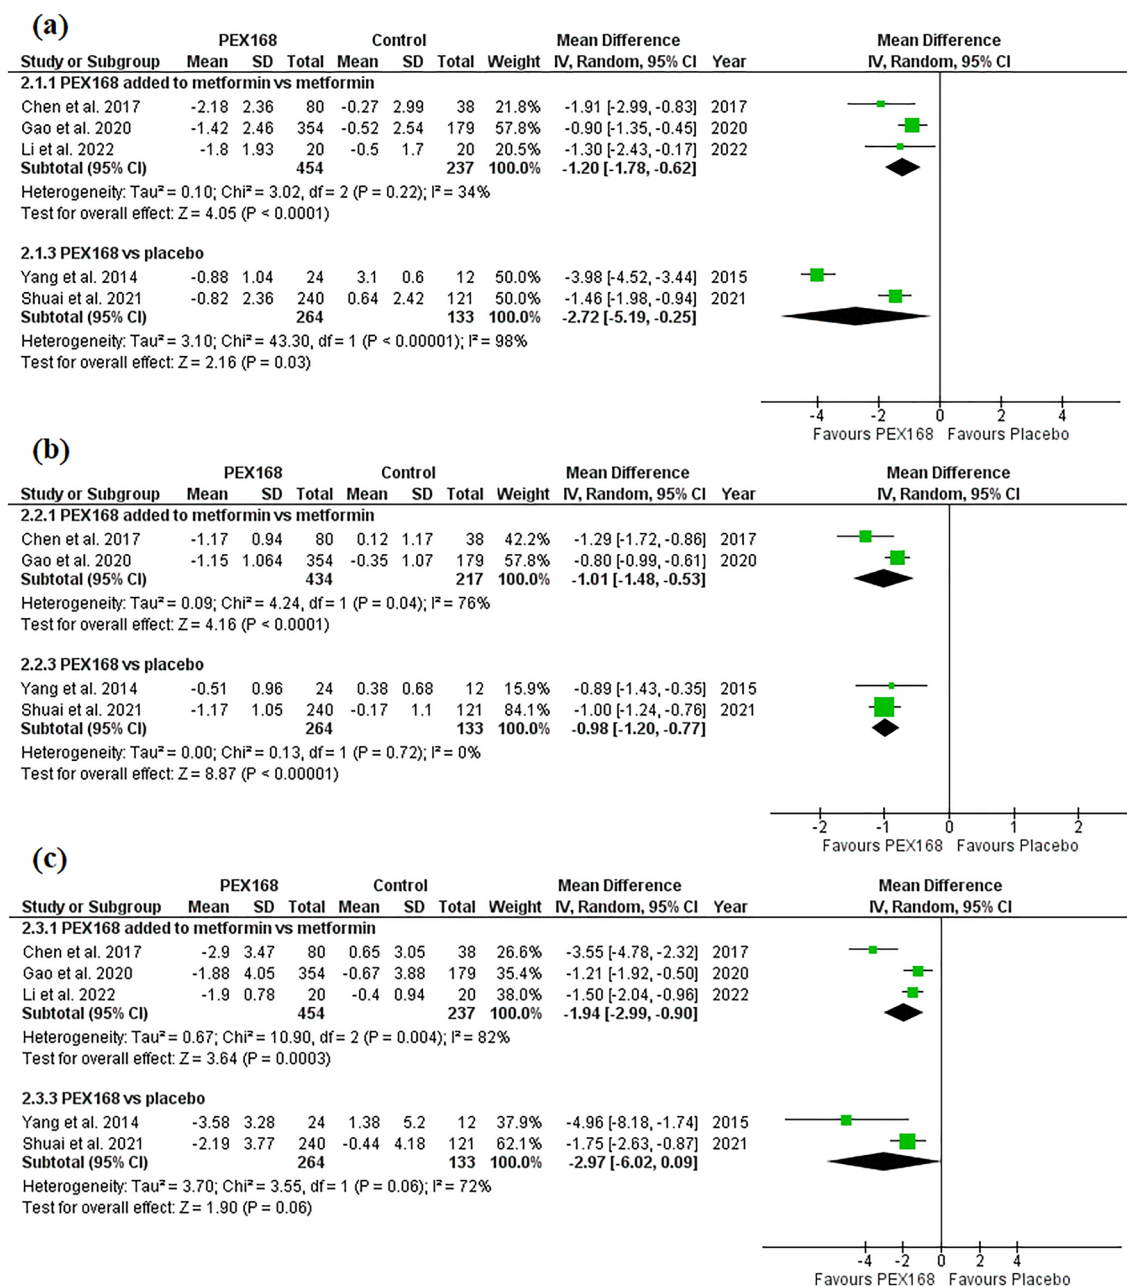 (a)
PEX168 Control Mean Difference Mean Difference
Study or Subgroup Mean SD Total Mean SD Total Weight IV, Random, 95% CI Year IV, Random, 95% CI
2.1.1 PEX168 added to metformin vs metformin
Chen et al. 2017 -2.18 2.36 80 -0.27 2.99 38 21.8% -1.91 [-2.99, -0.83] 2017
Gao et al. 2020 -1.42 2.46 354 -0.52 2.54 179 57.8% -0.90 [-1.35, -0.45] 2020
Li et al. 2022 -1.8 1.93 20 -0.5 1.7 20 20.5% -1.30 [-2.43, -0.17] 2022
Subtotal (95% CI) 454 237 100.0% -1.20 [-1.78, -0.62]
Heterogeneity: Tau² = 0.10; Chi² = 3.02, df = 2 (P = 0.22); I² = 34%
Test for overall effect: Z = 4.05 (P < 0.0001)
2.1.3 PEX168 vs placebo
Yang et al. 2014 -0.88 1.04 24 3.1 0.6 12 50.0% -3.98 [-4.52, -3.44] 2015
Shuai et al. 2021 -0.82 2.36 240 0.64 2.42 121 50.0% -1.46 [-1.98, -0.94] 2021
Subtotal (95% CI) 264 133 100.0% -2.72 [-5.19, -0.25]
Heterogeneity: Tau² = 3.10; Chi² = 43.30, df = 1 (P < 0.00001); I² = 98%
Test for overall effect: Z = 2.16 (P = 0.03)
-4 -2 0 2 4
Favours PEX168 Favours Placebo
(b)
PEX168 Control Mean Difference Mean Difference
Study or Subgroup Mean SD Total Mean SD Total Weight IV, Random, 95% CI Year IV, Random, 95% CI
2.2.1 PEX168 added to metformin vs metformin
Chen et al. 2017 -1.17 0.94 80 0.12 1.17 38 42.2% -1.29 [-1.72, -0.86] 2017
Gao et al. 2020 -1.15 1.064 354 -0.35 1.07 179 57.8% -0.80 [-0.99, -0.61] 2020
Subtotal (95% CI) 434 217 100.0% -1.01 [-1.48, -0.53]
Heterogeneity: Tau² = 0.09; Chi² = 4.24, df = 1 (P = 0.04); I² = 76%
Test for overall effect: Z = 4.16 (P < 0.0001)
2.2.3 PEX168 vs placebo
Yang et al. 2014 -0.51 0.96 24 0.38 0.68 12 15.9% -0.89 [-1.43, -0.35] 2015
Shuai et al. 2021 -1.17 1.05 240 -0.17 1.1 121 84.1% -1.00 [-1.24, -0.76] 2021
Subtotal (95% CI) 264 133 100.0% -0.98 [-1.20, -0.77]
Heterogeneity: Tau² = 0.00; Chi² = 0.13, df = 1 (P = 0.72); I² = 0%
Test for overall effect: Z = 8.87 (P < 0.00001)
-2 -1 0 1 2
Favours PEX168 Favours Placebo
(c)
PEX168 Control Mean Difference Mean Difference
Study or Subgroup Mean SD Total Mean SD Total Weight IV, Random, 95% CI Year IV, Random, 95% CI
2.3.1 PEX168 added to metformin vs metformin
Chen et al. 2017 -2.9 3.47 80 0.65 3.05 38 26.6% -3.55 [-4.78, -2.32] 2017
Gao et al. 2020 -1.88 4.05 354 -0.67 3.88 179 35.4% -1.21 [-1.92, -0.50] 2020
Li et al. 2022 -1.9 0.78 20 -0.4 0.94 20 38.0% -1.50 [-2.04, -0.96] 2022
Subtotal (95% CI) 454 237 100.0% -1.94 [-2.99, -0.90]
Heterogeneity: Tau² = 0.67; Chi² = 10.90, df = 2 (P = 0.004); I² = 82%
Test for overall effect: Z = 3.64 (P = 0.0003)
2.3.3 PEX168 vs placebo
Yang et al. 2014 -3.58 3.28 24 1.38 5.2 12 37.9% -4.96 [-8.18, -1.74] 2015
Shuai et al. 2021 -2.19 3.77 240 -0.44 4.18 121 62.1% -1.75 [-2.63, -0.87] 2021
Subtotal (95% CI) 264 133 100.0% -2.97 [-6.02, 0.09]
Heterogeneity: Tau² = 3.70; Chi² = 3.55, df = 1 (P = 0.06); I² = 72%
Test for overall effect: Z = 1.90 (P = 0.06)
-4 -2 0 2 4
Favours PEX168 Favours Placebo